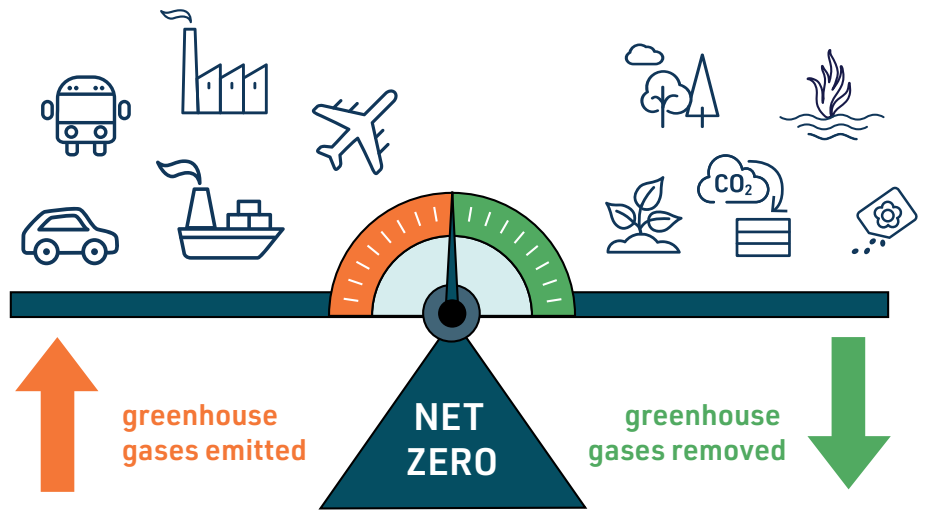 CO₂
greenhouse
gases emitted
NET
ZERO
greenhouse
gases removed